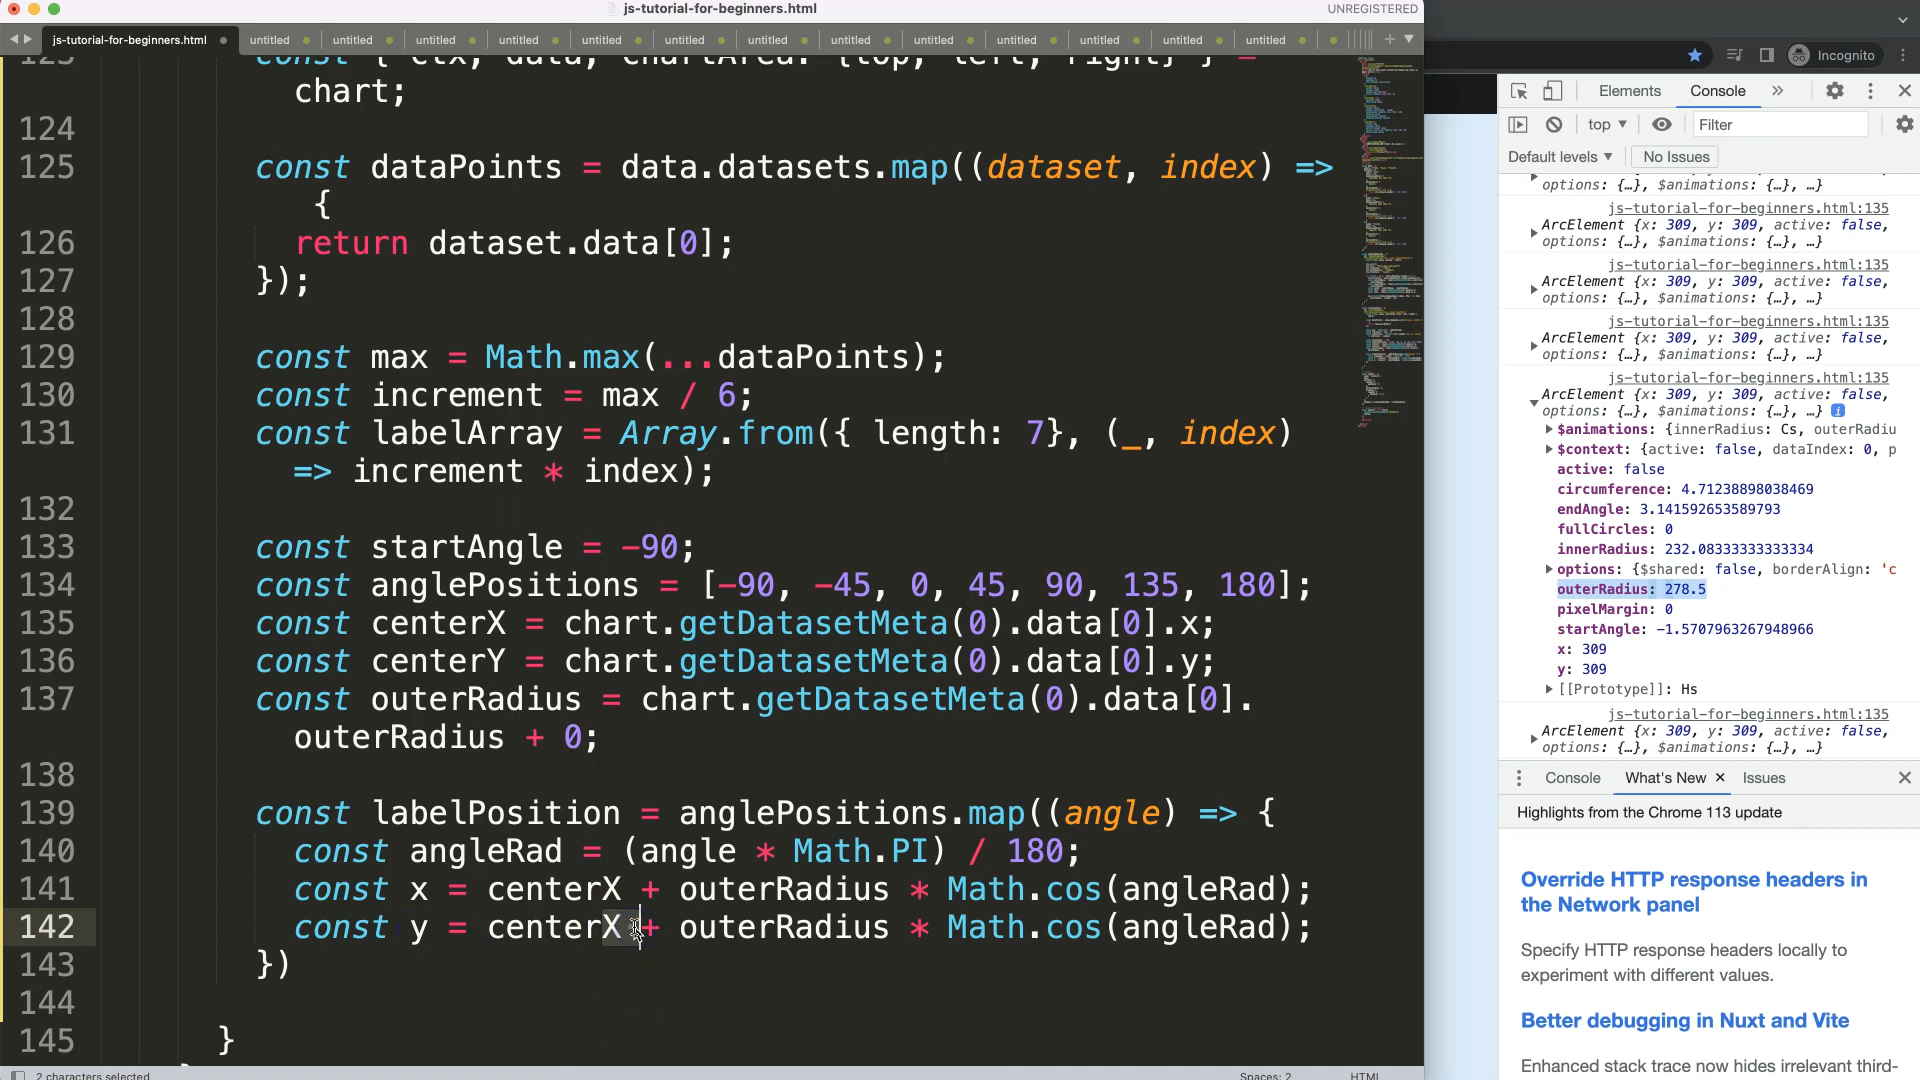 js-tutorial-for-beginners.html
UNREGISTERED
js-tutorial-for-beginners.html untitled untitled untitled untitled untitled untitled untitled untitled untitled untitled untitled untitled untitled
Incognito
123 const { ctx, data, chartArea: {top, left, right} } =
chart;
124
125 const dataPoints = data.datasets.map((dataset, index) =>
{
126 return dataset.data[0];
127 });
128
129 const max = Math.max(...dataPoints);
130 const increment = max / 6;
131 const labelArray = Array.from({ length: 7}, (_, index)
=> increment * index);
132
133 const startAngle = -90;
134 const anglePositions = [-90, -45, 0, 45, 90, 135, 180];
135 const centerX = chart.getDatasetMeta(0).data[0].x;
136 const centerY = chart.getDatasetMeta(0).data[0].y;
137 const outerRadius = chart.getDatasetMeta(0).data[0].
outerRadius + 0;
138
139 const labelPosition = anglePositions.map((angle) => {
140 const angleRad = (angle * Math.PI) / 180;
141 const x = centerX + outerRadius * Math.cos(angleRad);
142 const y = centerX + outerRadius * Math.cos(angleRad);
143 })
144
145 }
2 characters selected
Spaces: 2
HTML
Elements Console
top
Filter
Default levels
No Issues
options: {…}, $animations: {…}, …}
js-tutorial-for-beginners.html:135
ArcElement {x: 309, y: 309, active: false,
options: {…}, $animations: {…}, …}
js-tutorial-for-beginners.html:135
ArcElement {x: 309, y: 309, active: false,
options: {…}, $animations: {…}, …}
js-tutorial-for-beginners.html:135
ArcElement {x: 309, y: 309, active: false,
options: {…}, $animations: {…}, …}
js-tutorial-for-beginners.html:135
ArcElement {x: 309, y: 309, active: false,
options: {…}, $animations: {…}, …} i
$animations: {innerRadius: Cs, outerRadiu
$context: {active: false, dataIndex: 0, p
active: false
circumference: 4.71238898038469
endAngle: 3.141592653589793
fullCircles: 0
innerRadius: 232.08333333333334
options: {$shared: false, borderAlign: 'c
outerRadius: 278.5
pixelMargin: 0
startAngle: -1.5707963267948966
x: 309
y: 309
[[Prototype]]: Hs
js-tutorial-for-beginners.html:135
ArcElement {x: 309, y: 309, active: false,
options: {…}, $animations: {…}, …}
Console What's New Issues
Highlights from the Chrome 113 update
Override HTTP response headers in
the Network panel
Specify HTTP response headers locally to
experiment with different values.
Better debugging in Nuxt and Vite
Enhanced stack trace now hides irrelevant third-